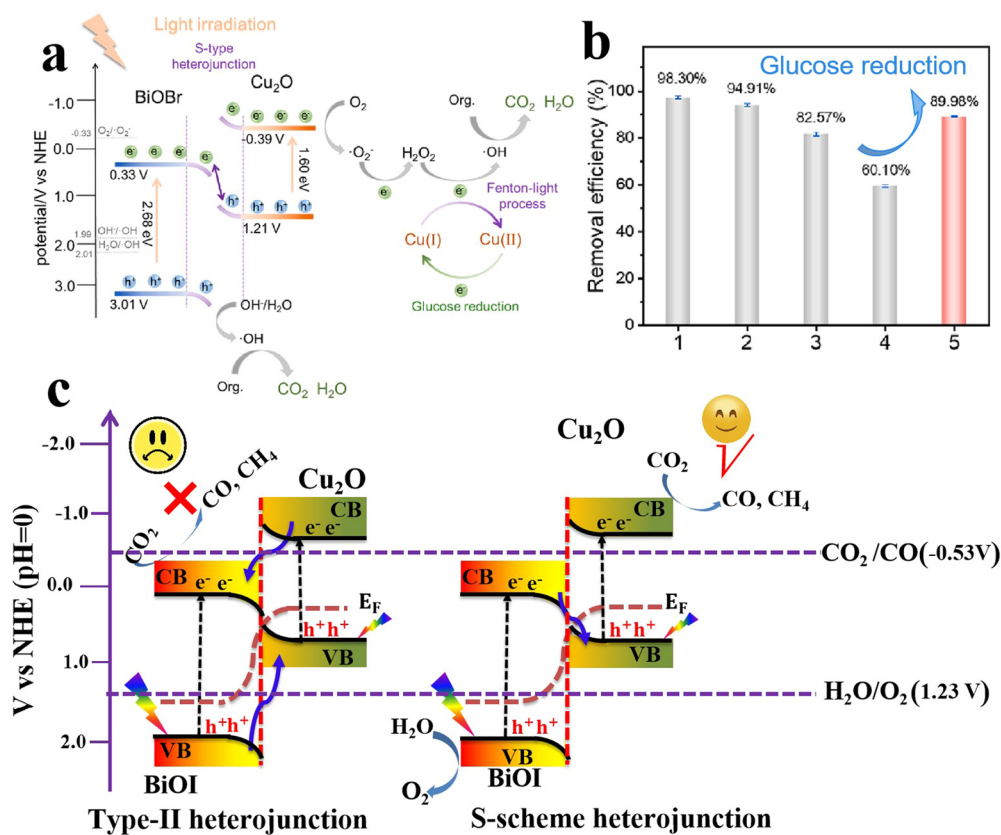 a
Light irradiation
S-type
heterojunction
BiOBr
Cu₂O
potential/V vs NHE
-1.0
0.0
1.0
2.0
3.0
-0.33
O₂/·O₂⁻
1.99
OH⁻/·OH
H₂O/·OH
2.01
e⁻ e⁻ e⁻ e⁻
-0.39 V
1.60 eV
e⁻ e⁻ e⁻ e⁻
0.33 V
2.68 eV
h⁺ h⁺ h⁺ h⁺
1.21 V
h⁺ h⁺ h⁺ h⁺
3.01 V
OH⁻/H₂O
·OH
Org.
CO₂ H₂O
O₂
·O₂⁻
e⁻
H₂O₂
e⁻
·OH
Org.
CO₂ H₂O
Fenton-light
process
Cu(I)
Cu(II)
e⁻
Glucose reduction
b
Removal efficiency (%)
100
80
60
40
20
0
98.30%
94.91%
82.57%
60.10%
89.98%
Glucose reduction
1 2 3 4 5
c
V vs NHE (pH=0)
-2.0
-1.0
0.0
1.0
2.0
CO₂
CO, CH₄
Cu₂O
CB
e⁻ e⁻
CB
e⁻ e⁻
E_F
h⁺h⁺
VB
h⁺h⁺
VB
BiOI
Type-II heterojunction
Cu₂O
CO₂
CO, CH₄
CB
e⁻ e⁻
CB
e⁻ e⁻
E_F
h⁺h⁺
VB
H₂O
O₂
h⁺h⁺
VB
BiOI
S-scheme heterojunction
CO₂ /CO(-0.53V)
H₂O/O₂ (1.23 V)